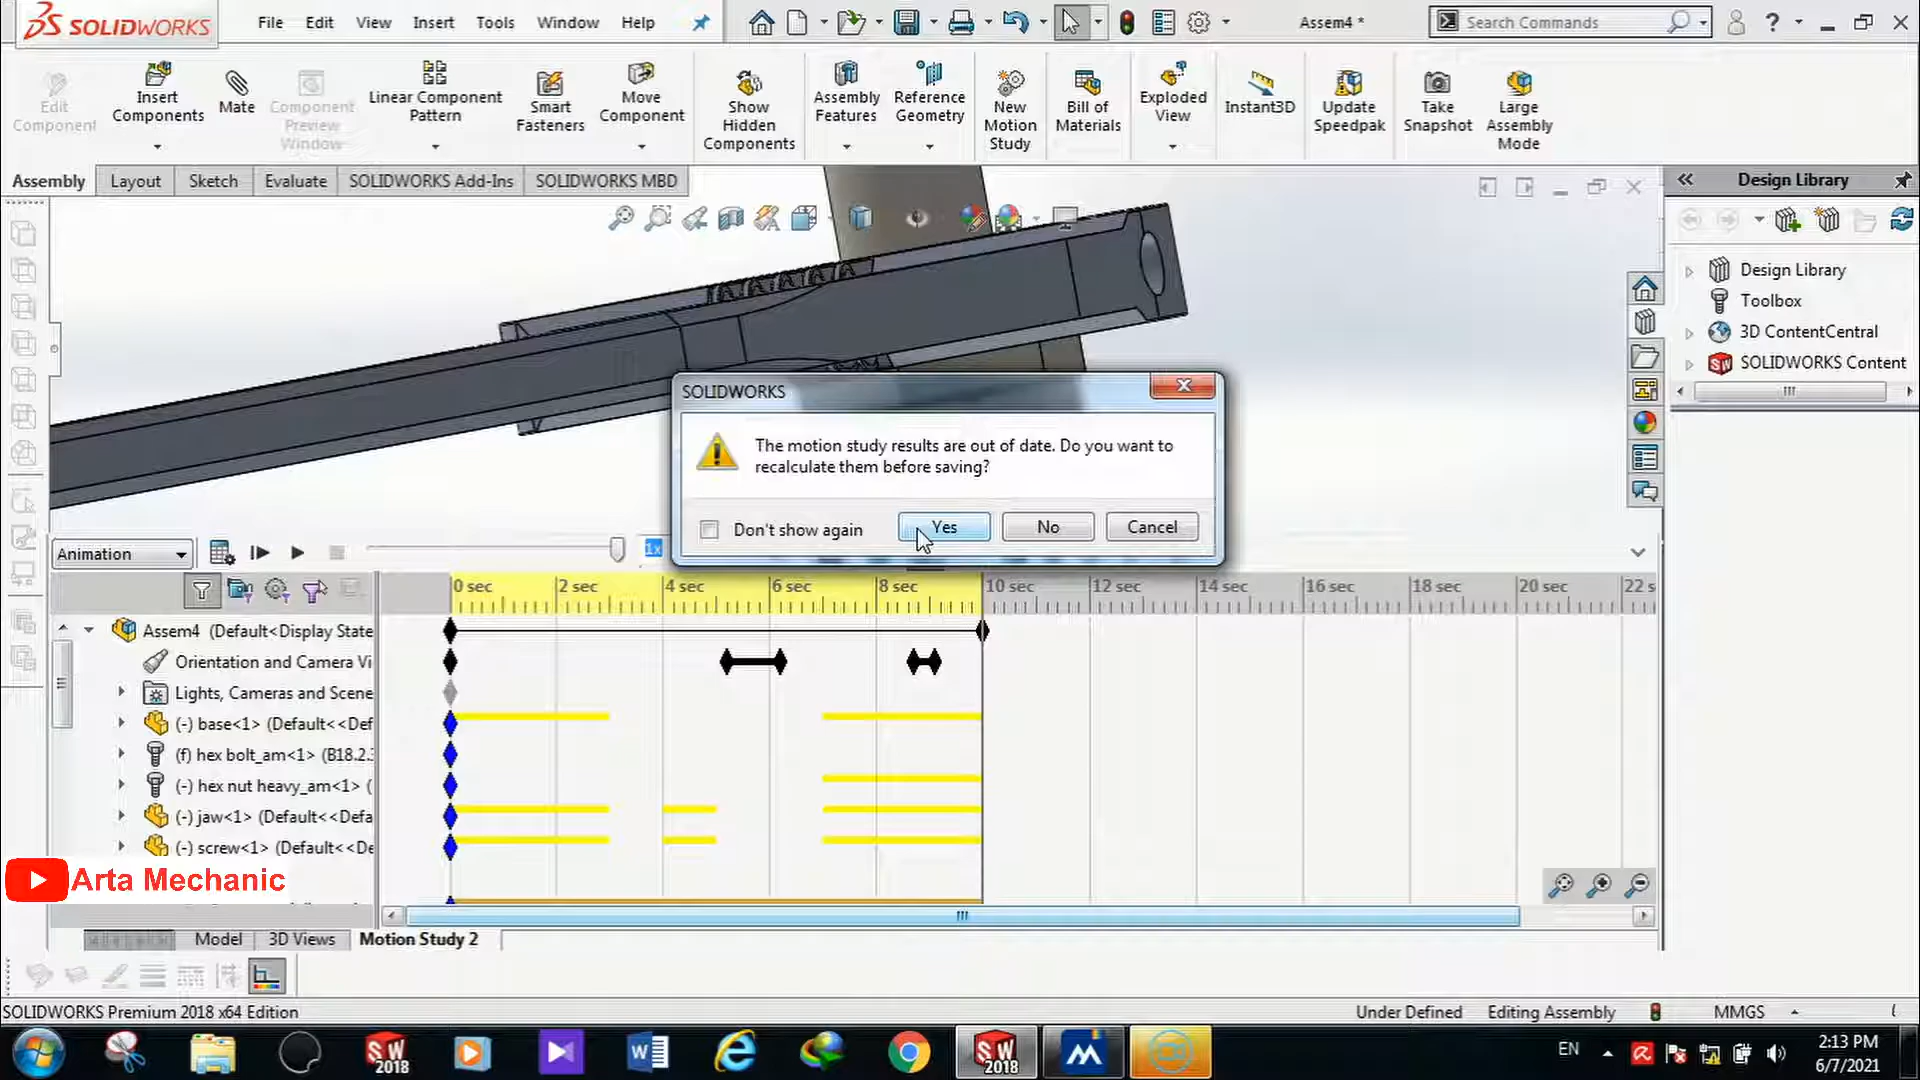 SOLIDWORKS
File
Edit
View
Insert
Tools
Window
Help
Assem4 *
Search Commands
?
Edit
Component
Insert
Components
Mate
Component
Preview
Window
Linear Component
Pattern
Smart
Fasteners
Move
Component
Show
Hidden
Components
Assembly
Features
Reference
Geometry
New
Motion
Study
Bill of
Materials
Exploded
View
Instant3D
Update
Speedpak
Take
Snapshot
Large
Assembly
Mode
Assembly
Layout
Sketch
Evaluate
SOLIDWORKS Add-Ins
SOLIDWORKS MBD
Design Library
Design Library
Toolbox
3D ContentCentral
SOLIDWORKS Content
SOLIDWORKS
The motion study results are out of date. Do you want to
recalculate them before saving?
Don't show again
Yes
No
Cancel
Animation
1x
0 sec
2 sec
4 sec
6 sec
8 sec
10 sec
12 sec
14 sec
16 sec
18 sec
20 sec
22 s
Assem4 (Default<Display State
Orientation and Camera Vi
Lights, Cameras and Scene
(-) base<1> (Default<<Def
(f) hex bolt_am<1> (B18.2.3
(-) hex nut heavy_am<1> (
(-) jaw<1> (Default<<Defa
(-) screw<1> (Default<<De
Arta Mechanic
Model
3D Views
Motion Study 2
SOLIDWORKS Premium 2018 x64 Edition
Under Defined
Editing Assembly
MMGS
SW
2018
SW
2018
EN
2:13 PM
6/7/2021